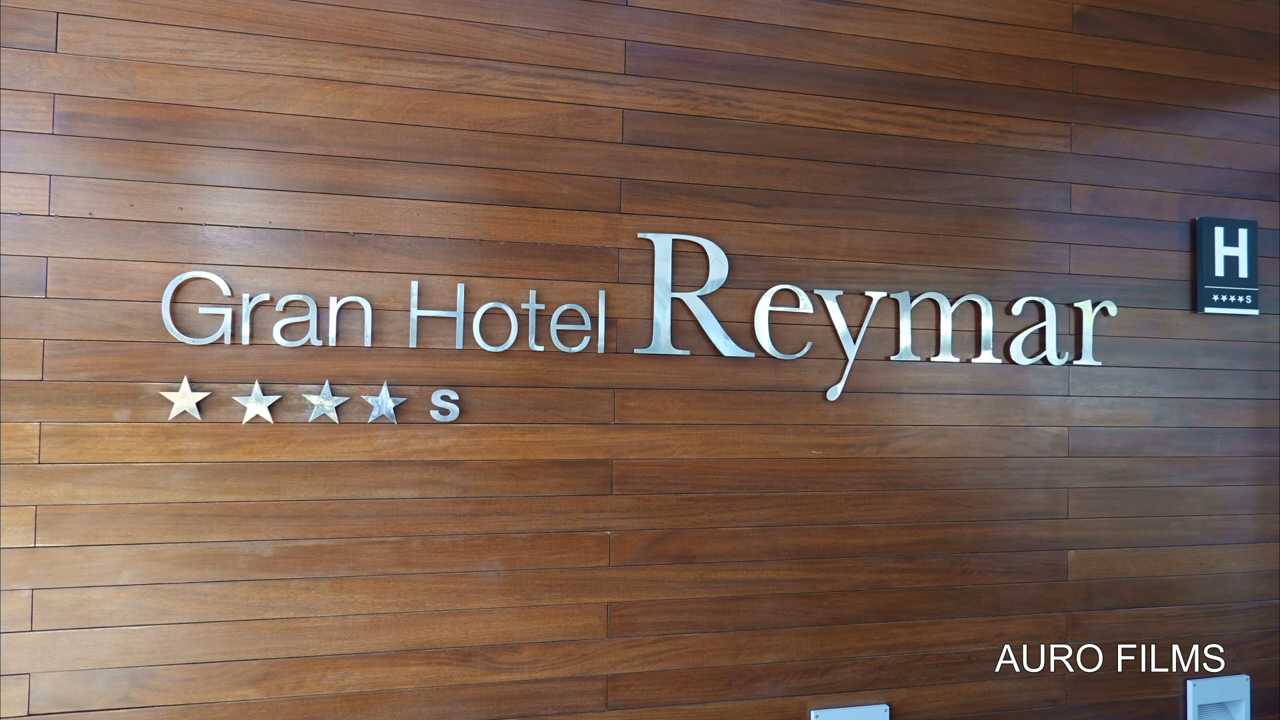 Gran Hotel Reymar
★★★★ s
H
★★★★S
AURO FILMS